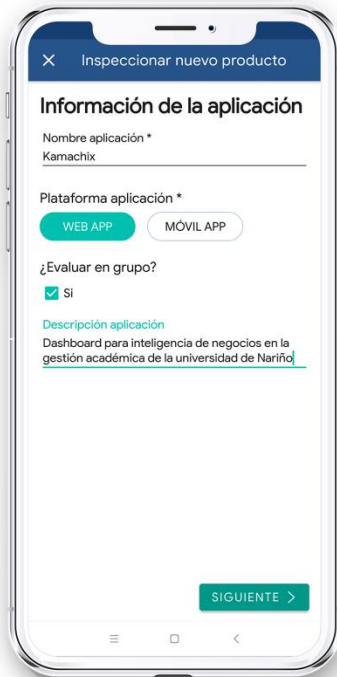 Inspeccionar nuevo producto
Información de la aplicación
Nombre aplicación *
Kamachix
Plataforma aplicación *
WEB APP MÓVIL APP
¿Evaluar en grupo?
Si
Descripción aplicación
Dashboard para inteligencia de negocios en la
gestión académica de la universidad de Nariño
SIGUIENTE